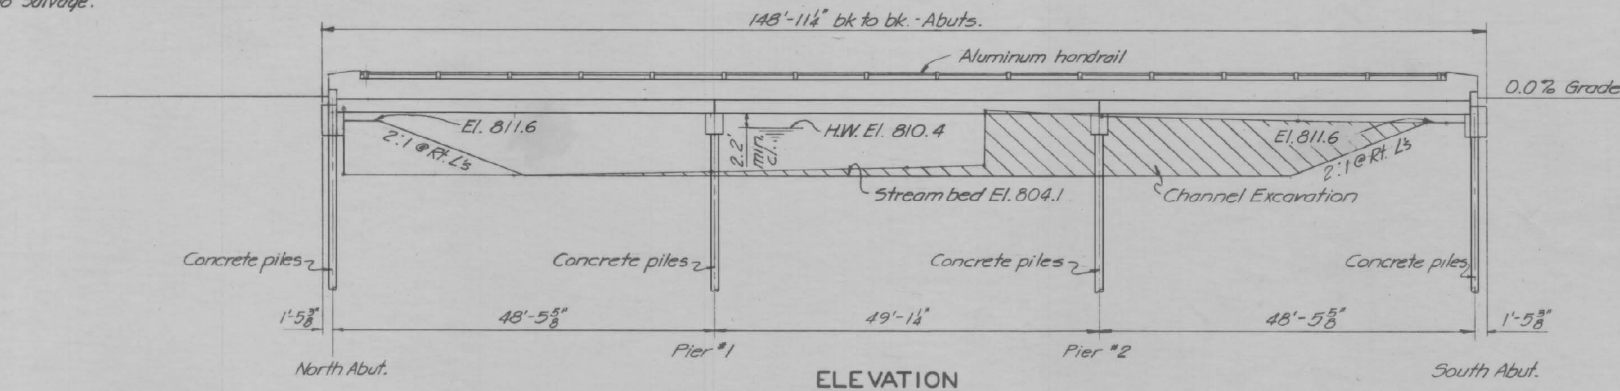 Salvage.
148'-11¼" bk to bk. - Abuts.
Aluminum handrail
0.0% Grade
El. 811.6
H.W. El. 810.4
El. 811.6
2:1 @ Rt. L's
2.2'
min.
cl.
2:1 @ Rt. L's
Streambed El. 804.1
Channel Excavation
Concrete piles
Concrete piles
Concrete piles
Concrete piles
1'-5⅜"
48'-5⅝"
49'-1¼"
48'-5⅝"
1'-5⅜"
Pier #1
Pier #2
North Abut.
South Abut.
ELEVATION